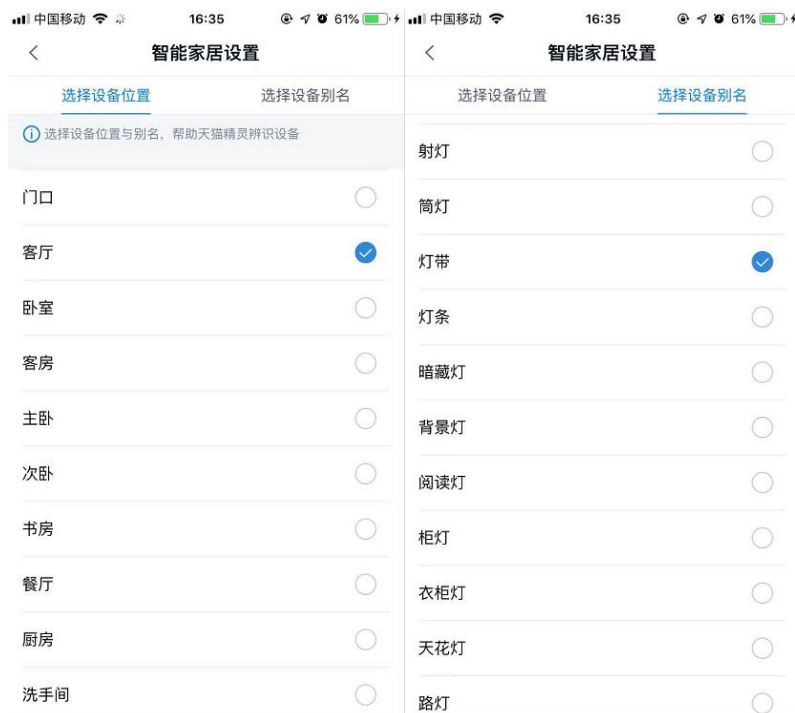 中国移动
16:35
61%
智能家居设置
选择设备位置
选择设备别名
选择设备位置与别名，帮助天猫精灵辨识设备
门口
客厅
卧室
客房
主卧
次卧
书房
餐厅
厨房
洗手间
中国移动
16:35
61%
智能家居设置
选择设备位置
选择设备别名
射灯
筒灯
灯带
灯条
暗藏灯
背景灯
阅读灯
柜灯
衣柜灯
天花灯
路灯